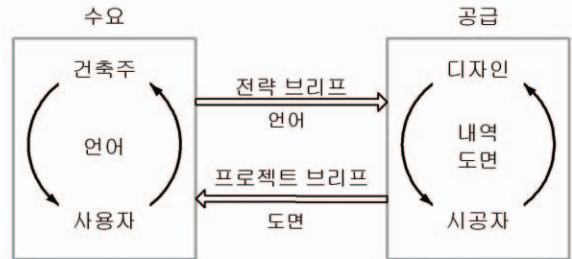 수요
공급
건축주
언어
사용자
전략 브리프
언어
프로젝트 브리프
도면
디자인
내역
도면
시공자